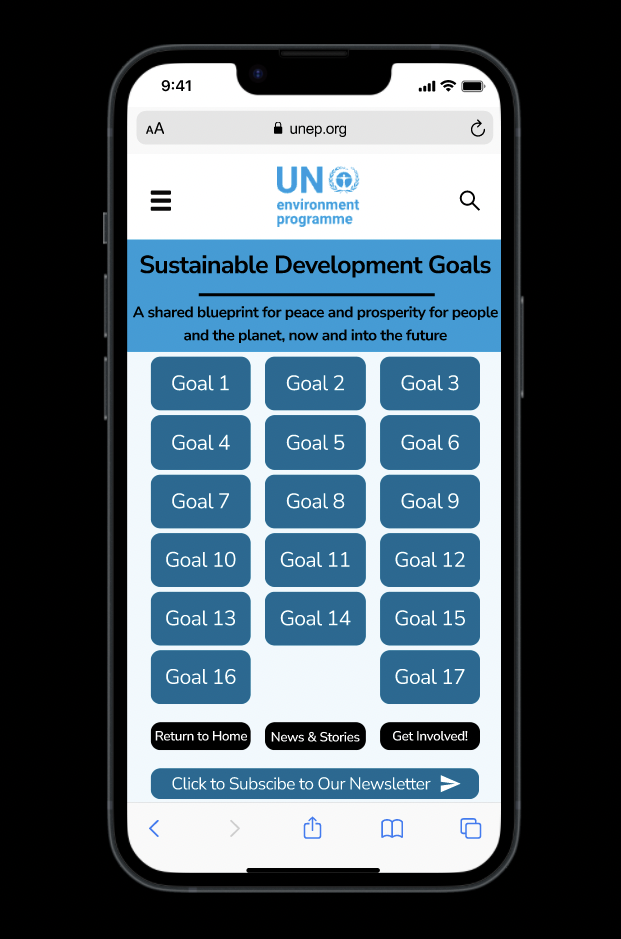 9:41
AA unep.org
UN
environment
programme
Sustainable Development Goals
A shared blueprint for peace and prosperity for people
and the planet, now and into the future
Goal 1 Goal 2 Goal 3
Goal 4 Goal 5 Goal 6
Goal 7 Goal 8 Goal 9
Goal 10 Goal 11 Goal 12
Goal 13 Goal 14 Goal 15
Goal 16 Goal 17
Return to Home News & Stories Get Involved!
Click to Subscibe to Our Newsletter